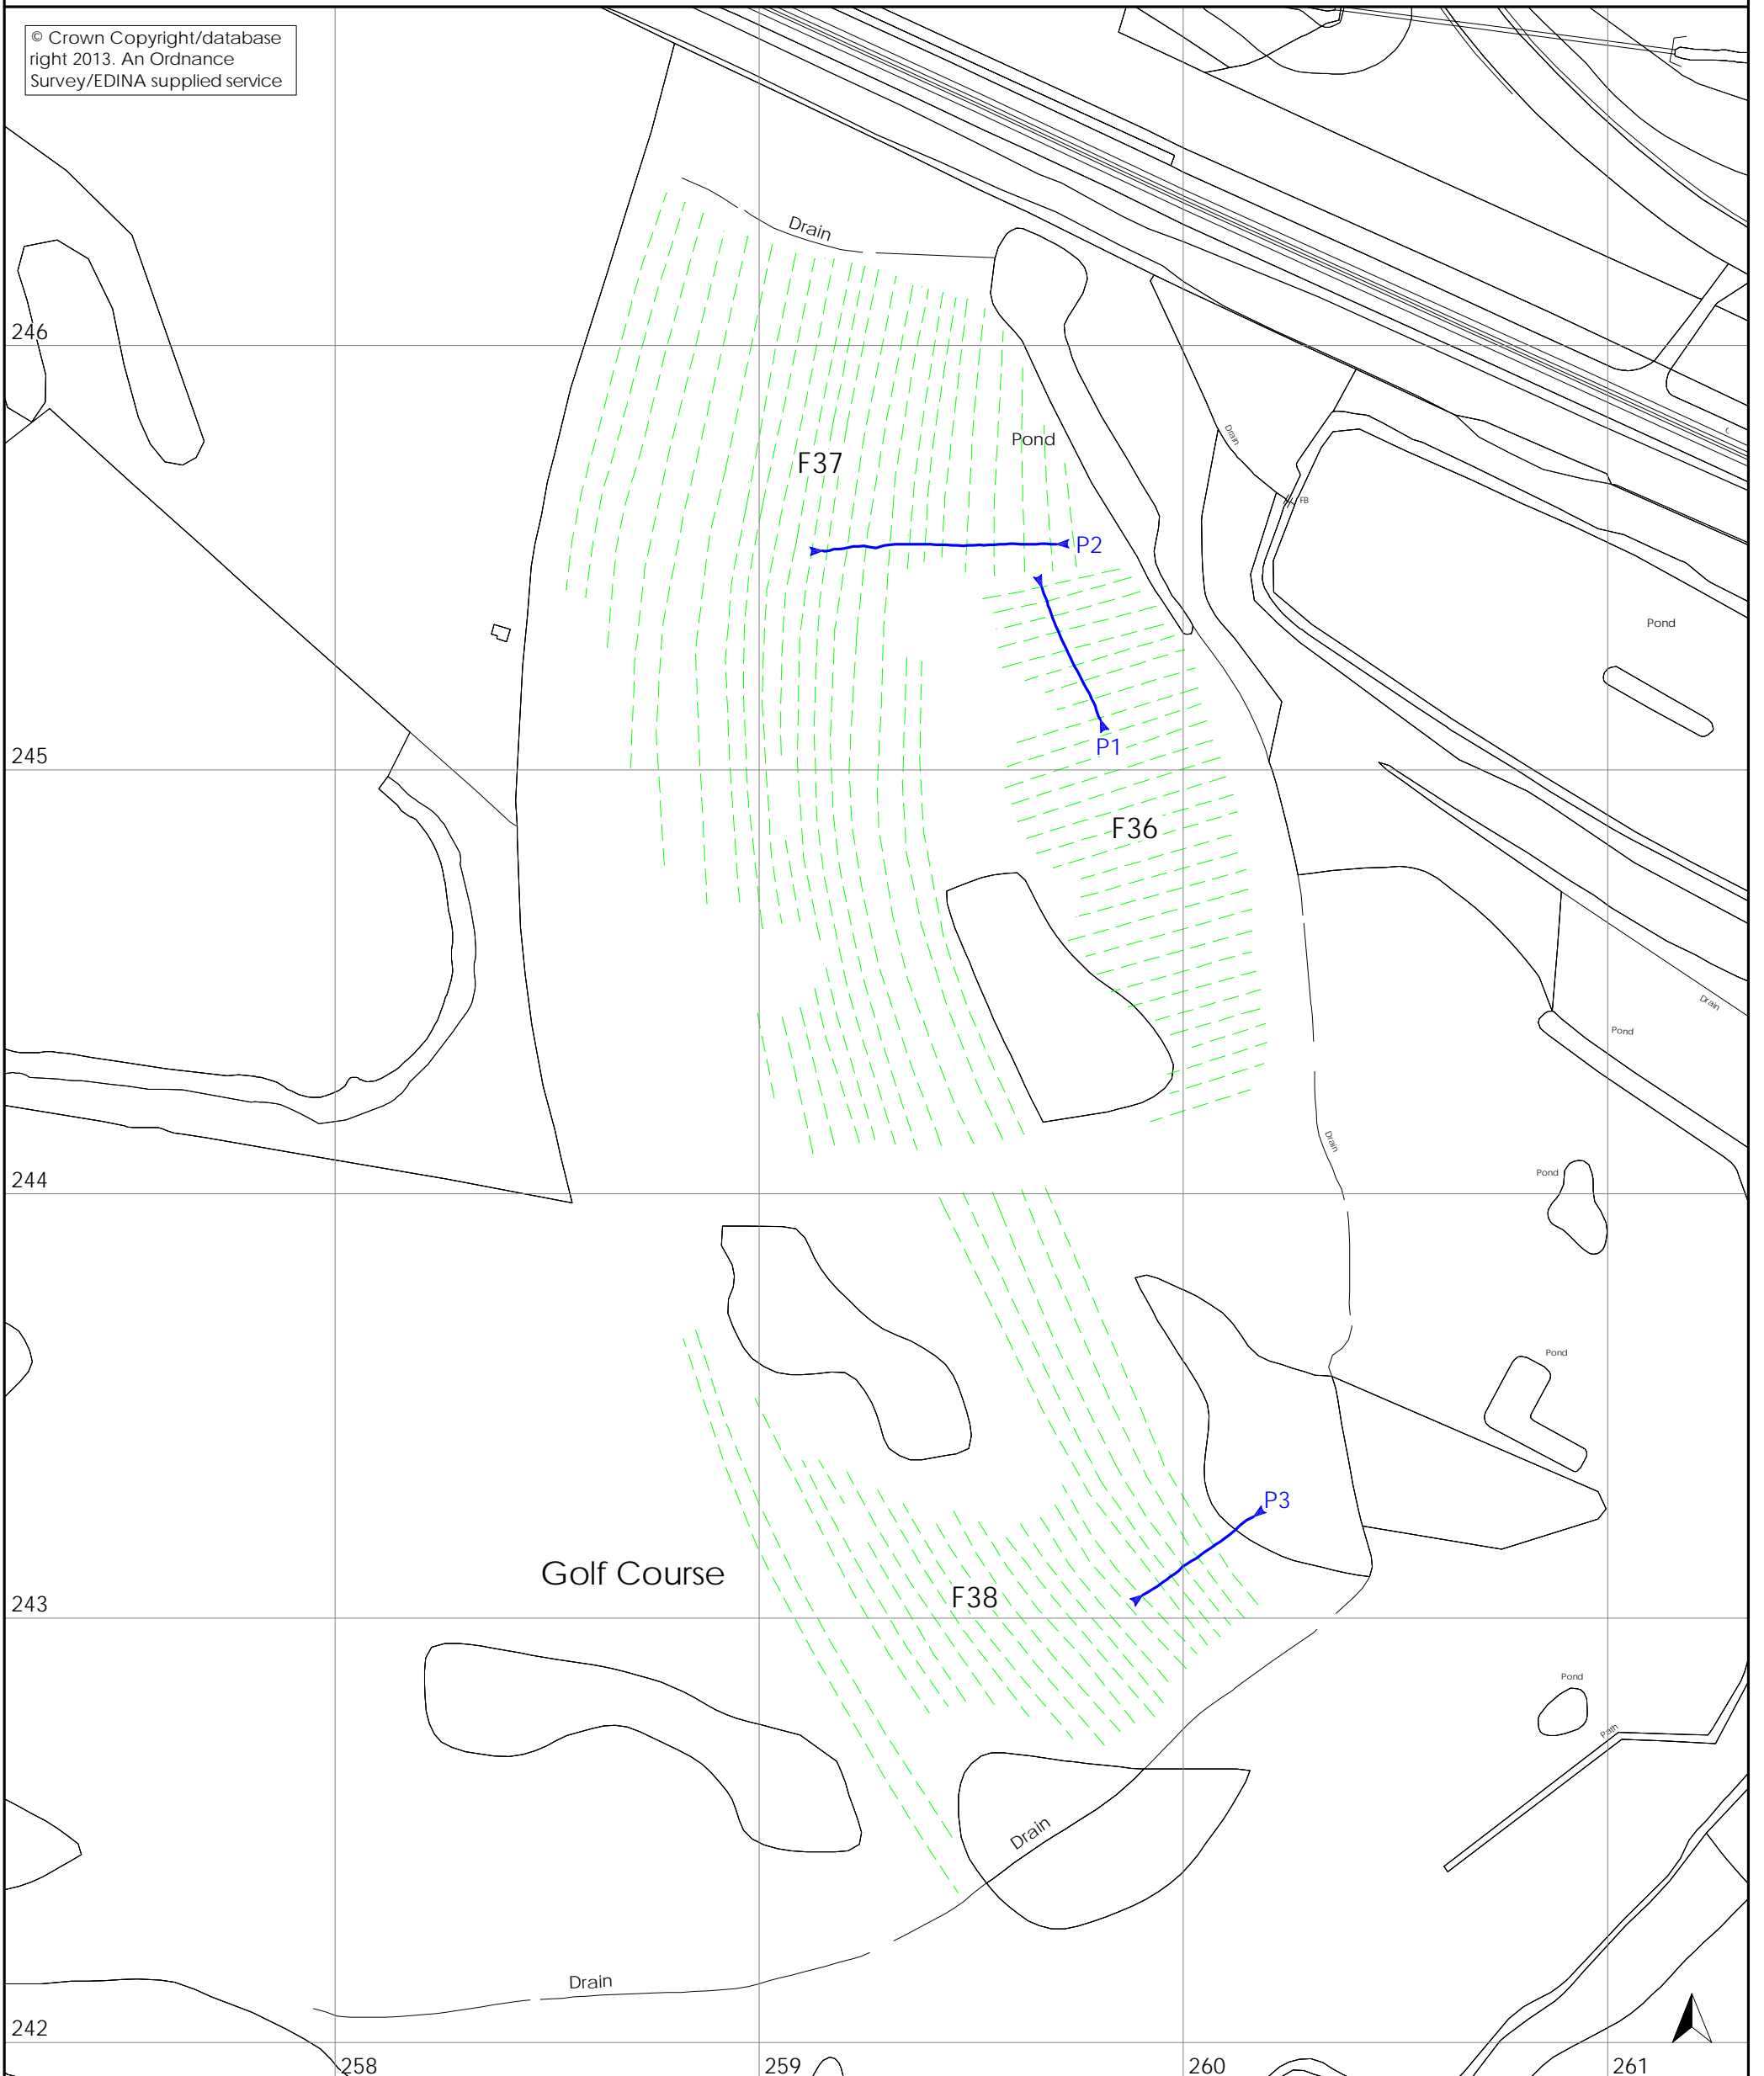 © Crown Copyright/database
right 2013. An Ordnance
Survey/EDINA supplied service
Drain
246
Drain
Pond
F37
FB
P2
Pond
P1
245
F36
Drain
Pond
Drain
Pond
244
Pond
P3
Golf Course
F38
243
Pond
Path
Drain
Drain
242
258
259
260
261